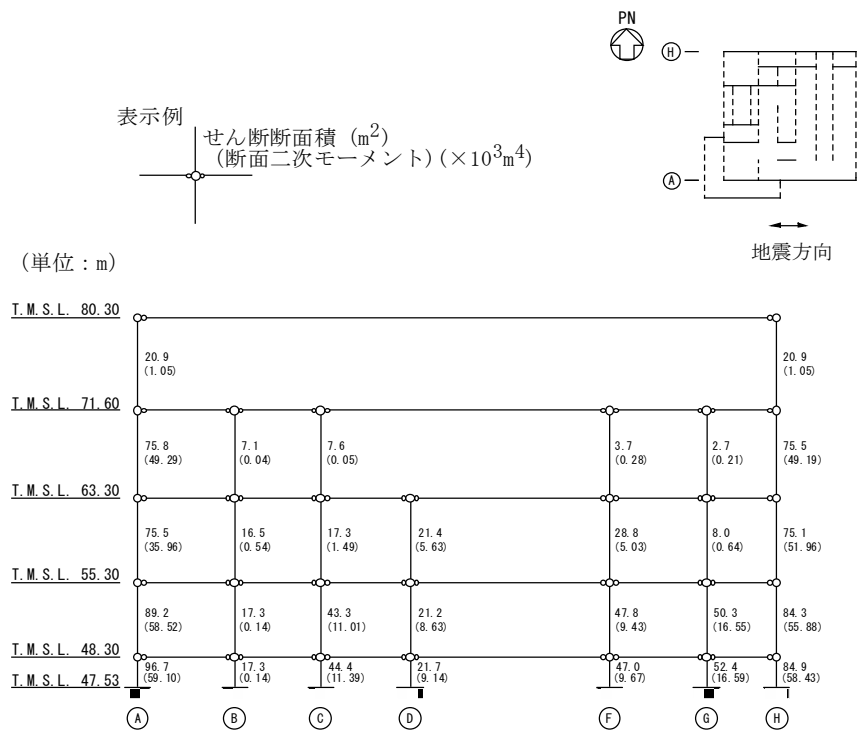 PN
H
A
地震方向
表示例
せん断断面積 (m2)
(断面二次モーメント)(×10^3m^4)
(単位:m)
T.M.S.L. 80.30
20.9
(1.05)
20.9
(1.05)
T.M.S.L. 71.60
75.8 7.1 7.6 3.7 2.7 75.5
(49.29) (0.04) (0.05) (0.28) (0.21) (49.19)
T.M.S.L. 63.30
75.5 16.5 17.3 21.4 28.8 8.0 75.1
(35.96) (0.54) (1.49) (5.63) (5.03) (0.64) (51.96)
T.M.S.L. 55.30
89.2 17.3 43.3 21.2 47.8 50.3 84.3
(58.52) (0.14) (11.01) (8.63) (9.43) (16.55) (55.88)
T.M.S.L. 48.30
96.7 17.3 44.4 21.7 47.0 52.4 84.9
(59.10) (0.14) (11.39) (9.14) (9.67) (16.59) (58.43)
T.M.S.L. 47.53
A B C D F G H